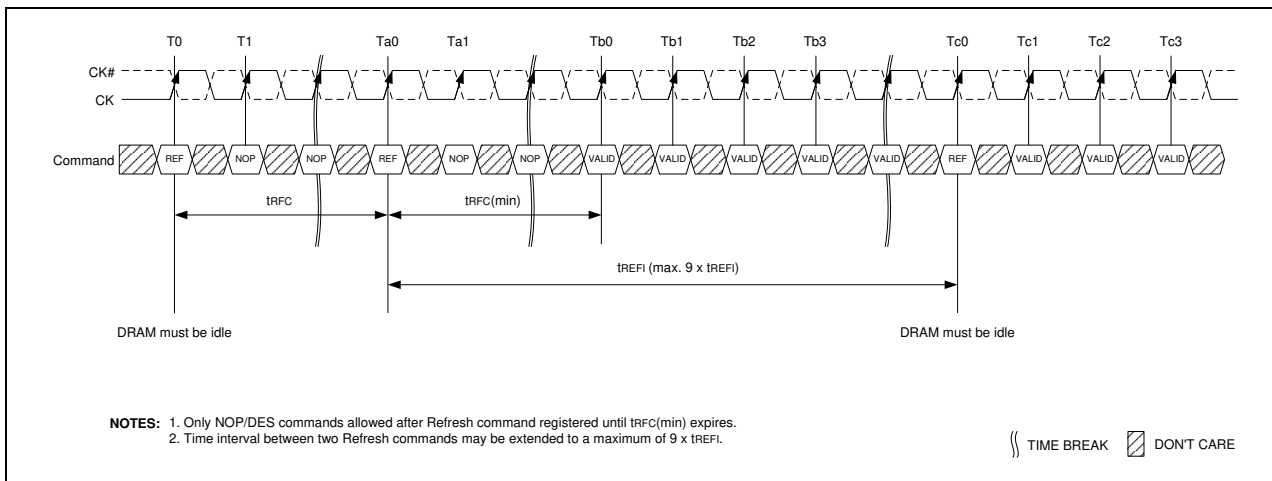 T0 T1 Ta0 Ta1 Tb0 Tb1 Tb2 Tb3 Tc0 Tc1 Tc2 Tc3
CK#
CK
Command REF NOP NOP REF NOP NOP VALID VALID VALID VALID VALID REF VALID VALID VALID
tRFC tRFC(min)
tREFI (max. 9 x tREFI)
DRAM must be idle DRAM must be idle
NOTES: 1. Only NOP/DES commands allowed after Refresh command registered until tRFC(min) expires.
2. Time interval between two Refresh commands may be extended to a maximum of 9 x tREFI.
TIME BREAK DON'T CARE